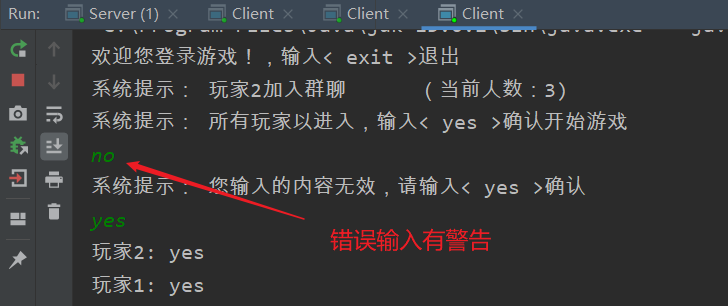 Run: Server (1) × Client × Client × Client ×
欢迎您登录游戏！,输入< exit >退出
系统提示： 玩家2加入群聊 （当前人数：3）
系统提示： 所有玩家以进入,输入< yes >确认开始游戏
no
系统提示： 您输入的内容无效,请输入< yes >确认
yes
错误输入有警告
玩家2: yes
玩家1: yes